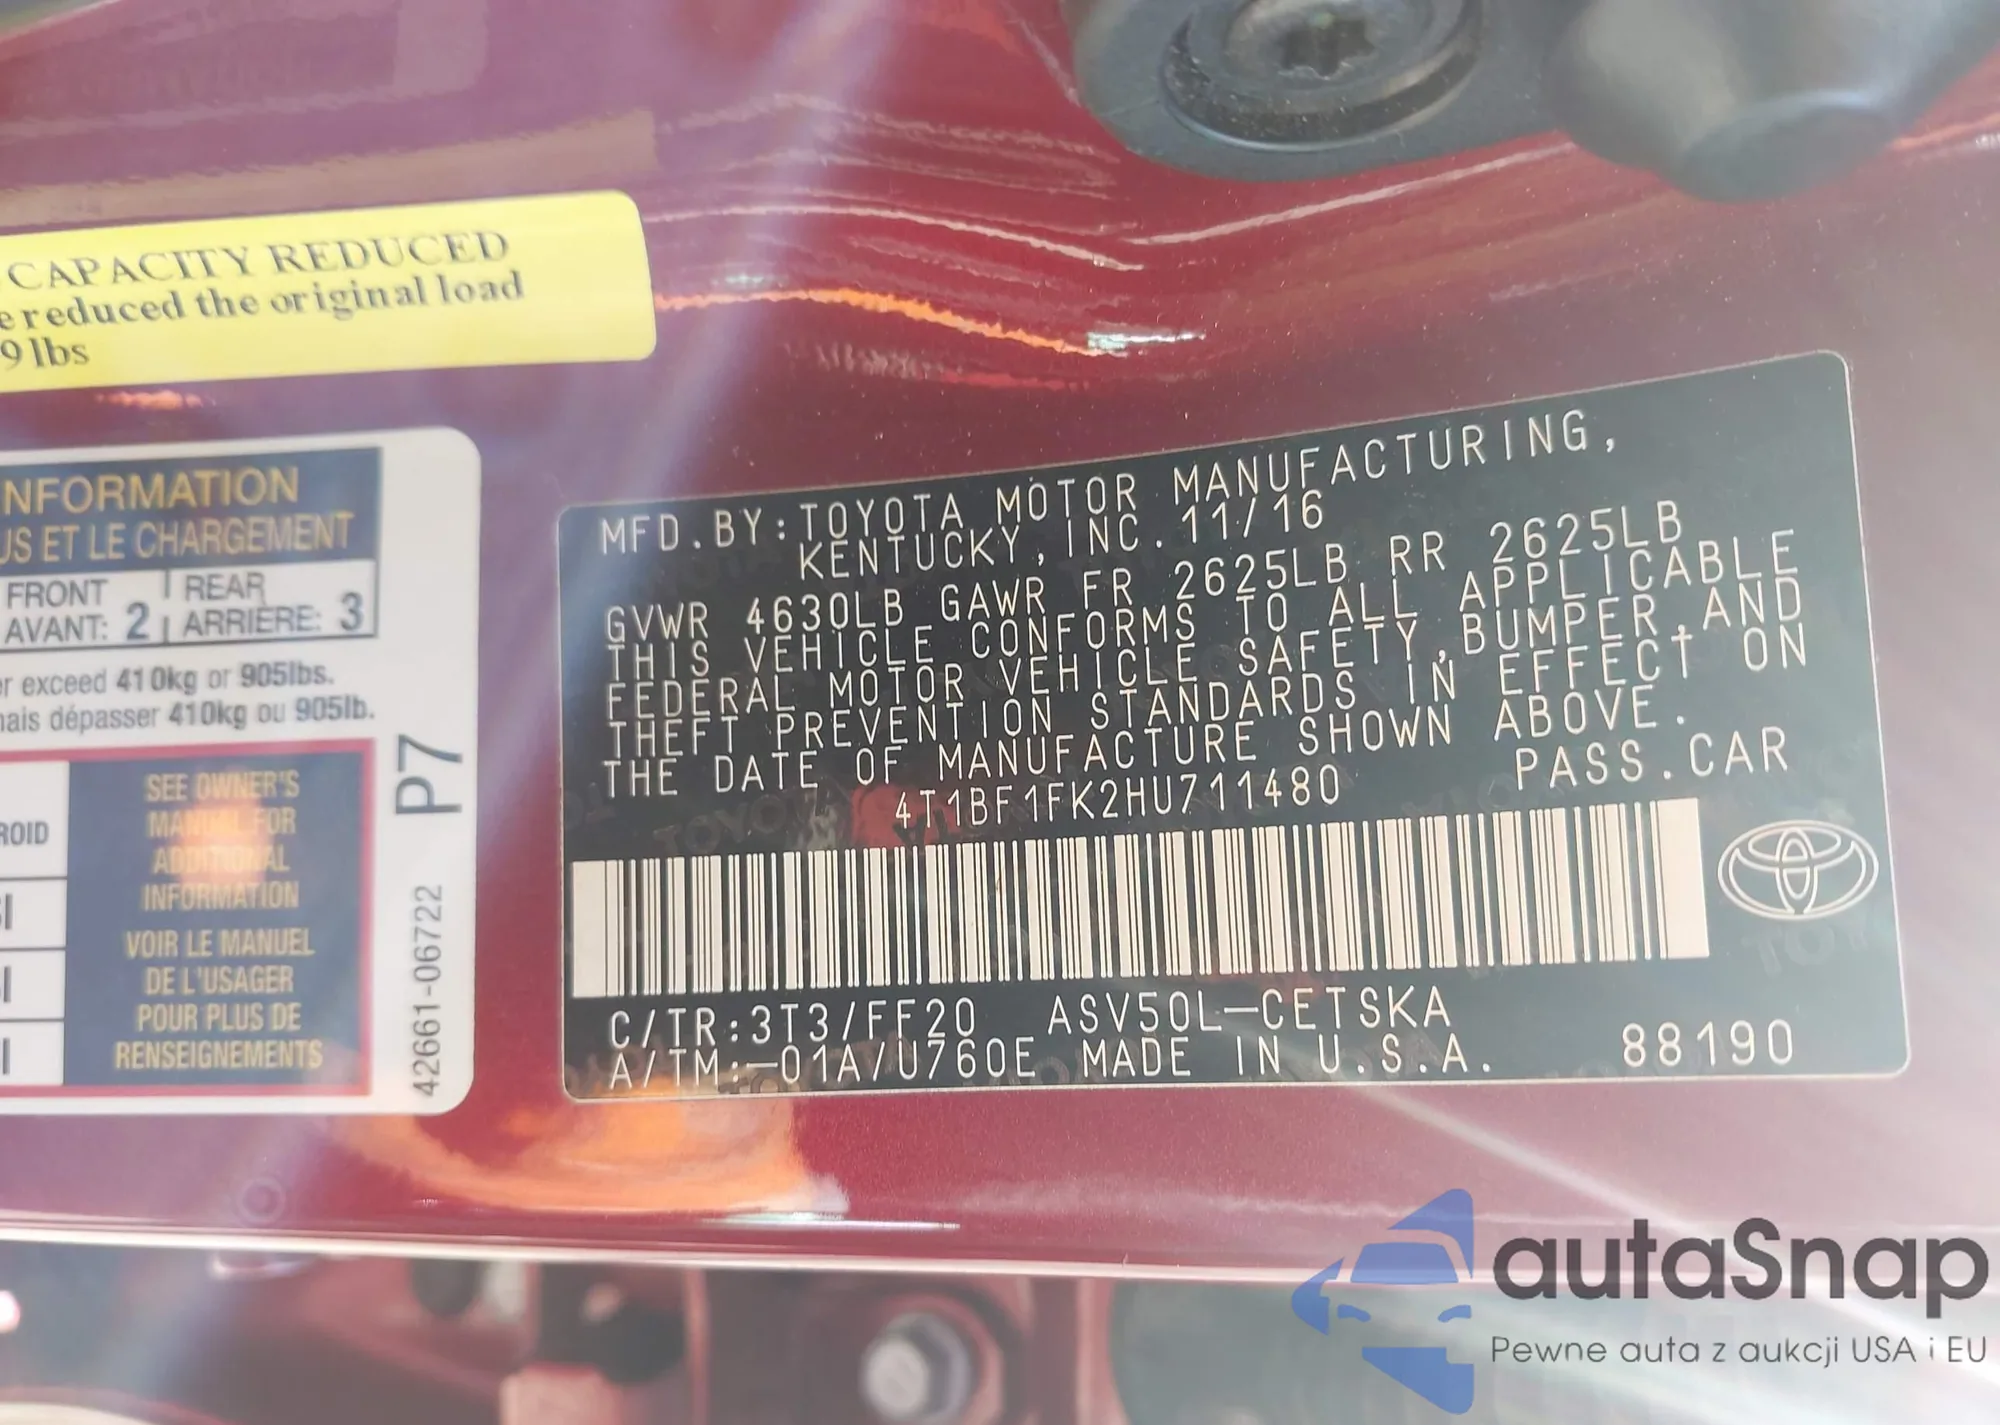 CAPACITY REDUCED
reduced the original load
9 lbs
NFORMATION
US ET LE CHARGEMENT
FRONT REAR
AVANT: 2 ARRIÈRE: 3
exceed 410kg or 905lbs.
mais dépasser 410kg ou 905lb.
SEE OWNER'S
MANUAL FOR
ADDITIONAL
INFORMATION
VOIR LE MANUEL
DE L'USAGER
POUR PLUS DE
RENSEIGNEMENTS
ROID
P7
42661-06722
MFD. BY: TOYOTA MOTOR MANUFACTURING,
KENTUCKY, INC. 11/16
GVWR 4630LB GAWR FR 2625LB RR 2625LB
THIS VEHICLE CONFORMS TO ALL APPLICABLE
FEDERAL MOTOR VEHICLE SAFETY, BUMPER, AND
THEFT PREVENTION STANDARDS IN EFFECT ON
THE DATE OF MANUFACTURE SHOWN ABOVE.
4T1BF1FK2HU711480 PASS. CAR
C/TR: 3T3/FF20 ASV50L-CETSKA
A/TM: -01A/U760E MADE IN U.S.A. 88190
autaSnap
Pewne auta z aukcji USA i EU